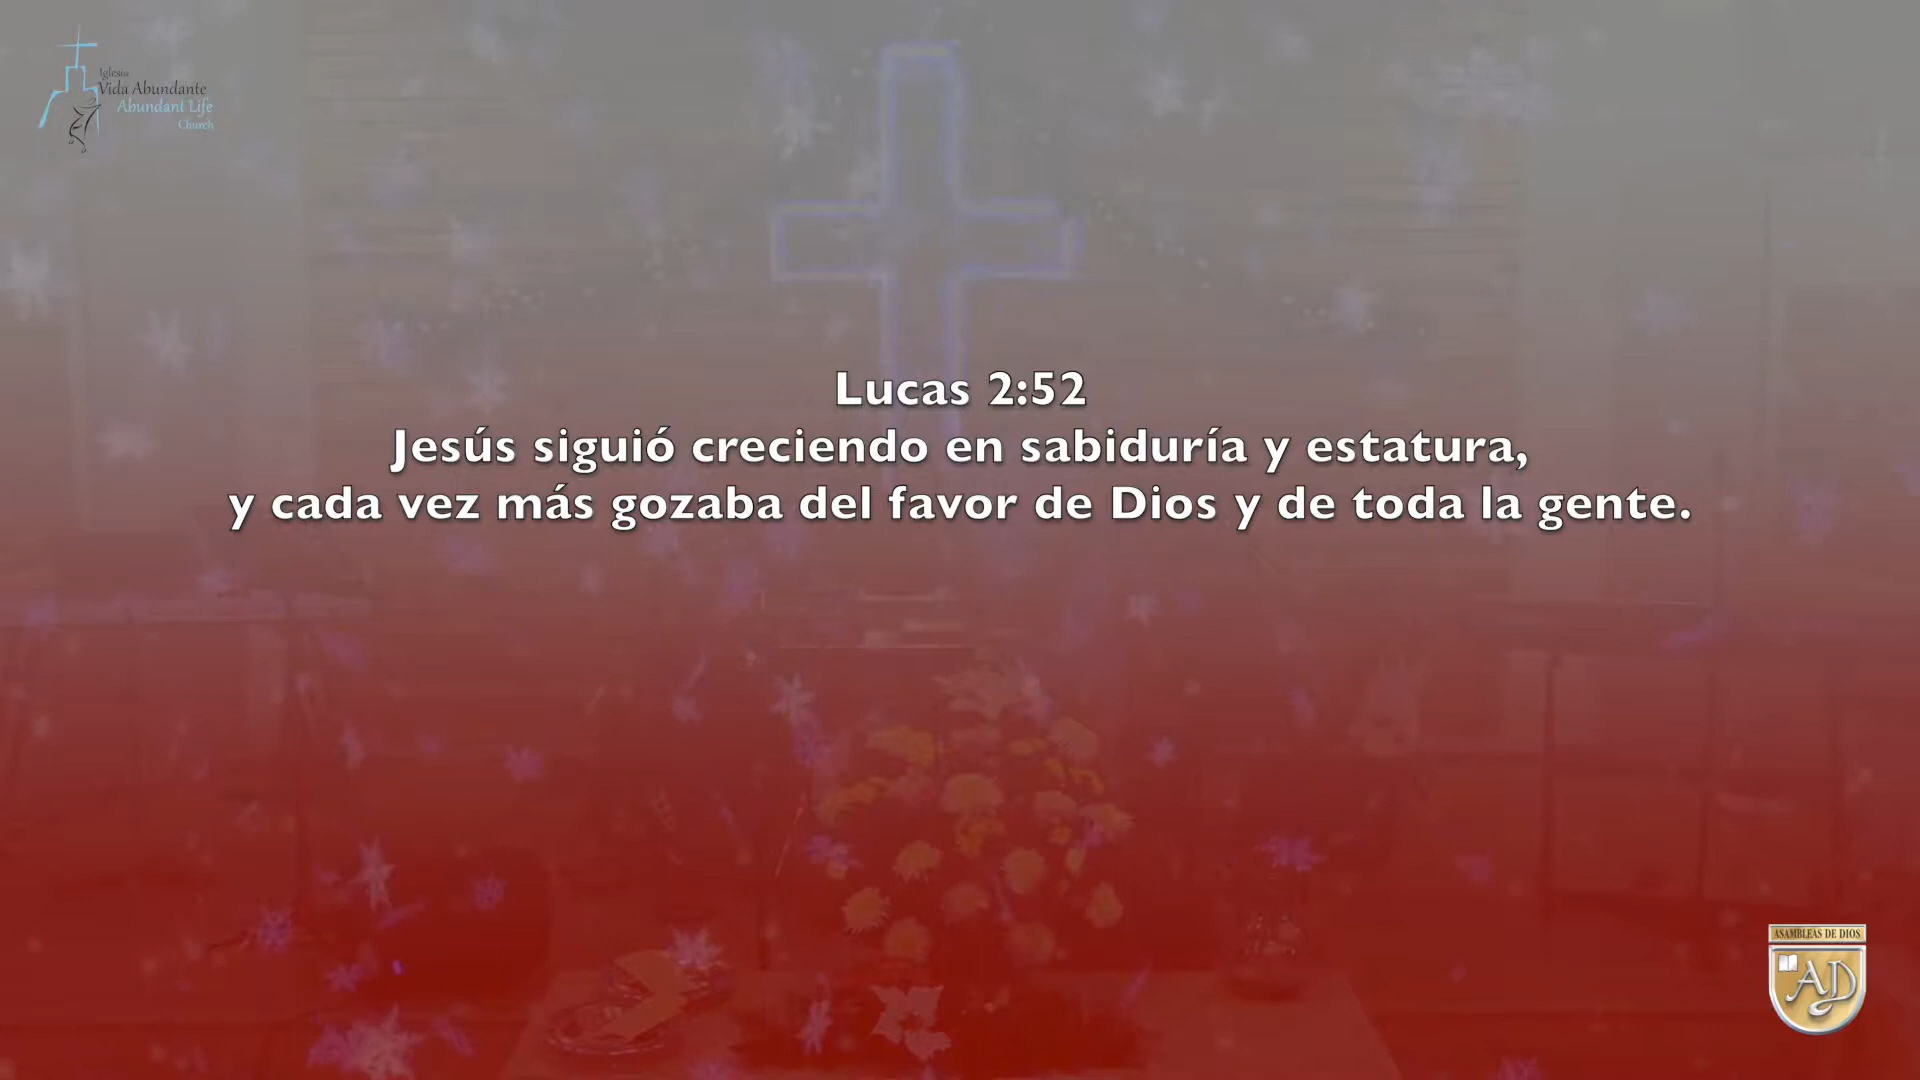 Iglesia
Vida Abundante
Abundant Life
Church
Lucas 2:52
Jesús siguió creciendo en sabiduría y estatura,
y cada vez más gozaba del favor de Dios y de toda la gente.
ASAMBLEAS DE DIOS
AD